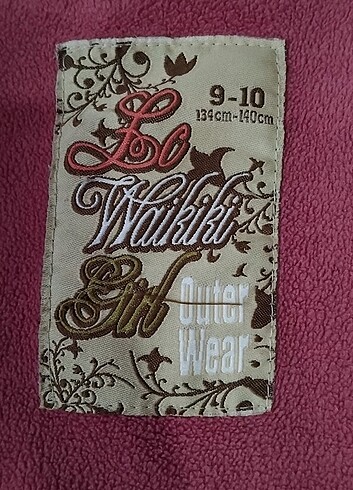 9-10
134cm-140cm
Lc
Waikiki
Girl
Outer
Wear